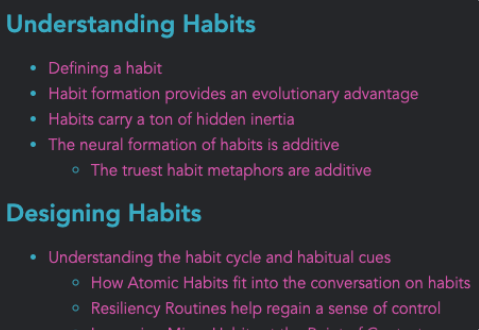 Understanding Habits
Defining a habit
Habit formation provides an evolutionary advantage
Habits carry a ton of hidden inertia
The neural formation of habits is additive
The truest habit metaphors are additive
Designing Habits
Understanding the habit cycle and habitual cues
How Atomic Habits fit into the conversation on habits
Resiliency Routines help regain a sense of control